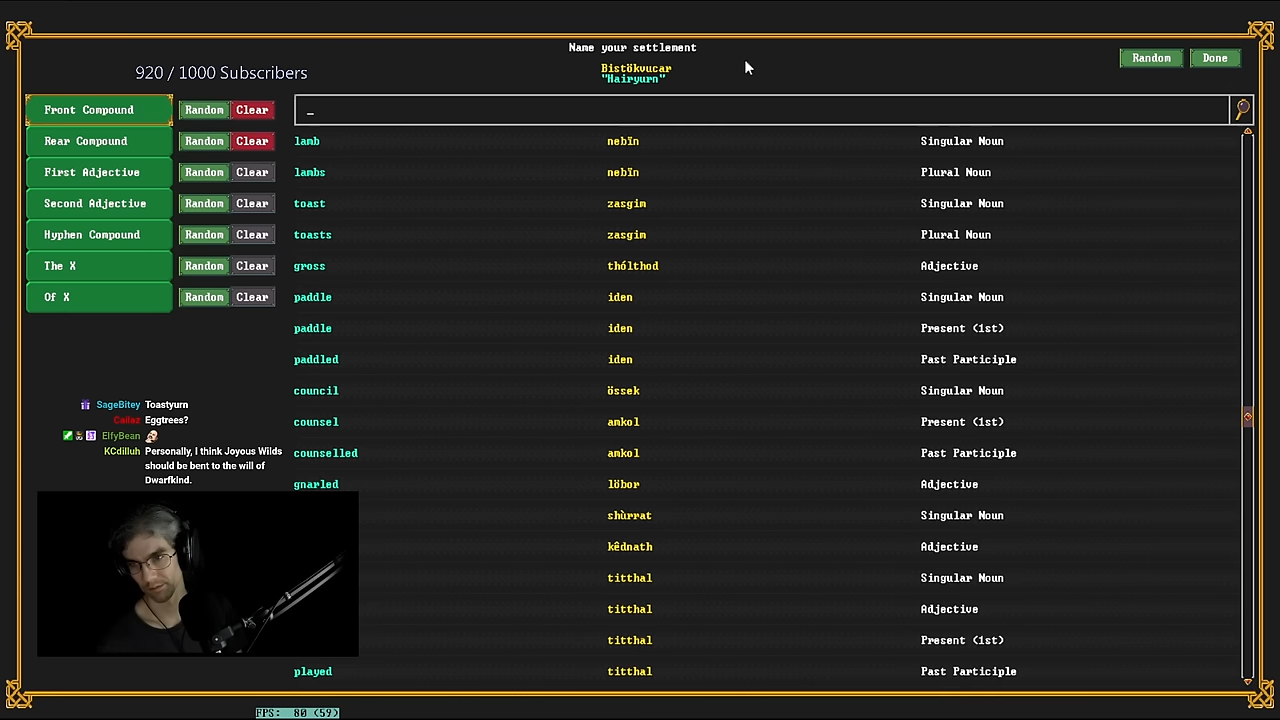 Name your settlement
Bistökvucar
"Hairyurn"
Random Done
920 / 1000 Subscribers
Front Compound Random Clear _
Rear Compound Random Clear lamb nebïn Singular Noun
First Adjective Random Clear lambs nebïn Plural Noun
Second Adjective Random Clear toast zasgim Singular Noun
Hyphen Compound Random Clear toasts zasgim Plural Noun
The X Random Clear gross thólthod Adjective
Of X Random Clear paddle iden Singular Noun
paddle iden Present (1st)
paddled iden Past Participle
council össek Singular Noun
counsel amkol Present (1st)
counselled amkol Past Participle
gnarled löbor Adjective
shùrrat Singular Noun
kêdnath Adjective
titthal Singular Noun
titthal Adjective
titthal Present (1st)
played titthal Past Participle
SageBitey Toastyurn
Eggtrees?
ElfyBean
KCdilluh Personally, I think Joyous Wilds
should be bent to the will of
Dwarfkind.
FPS: 80 (59)